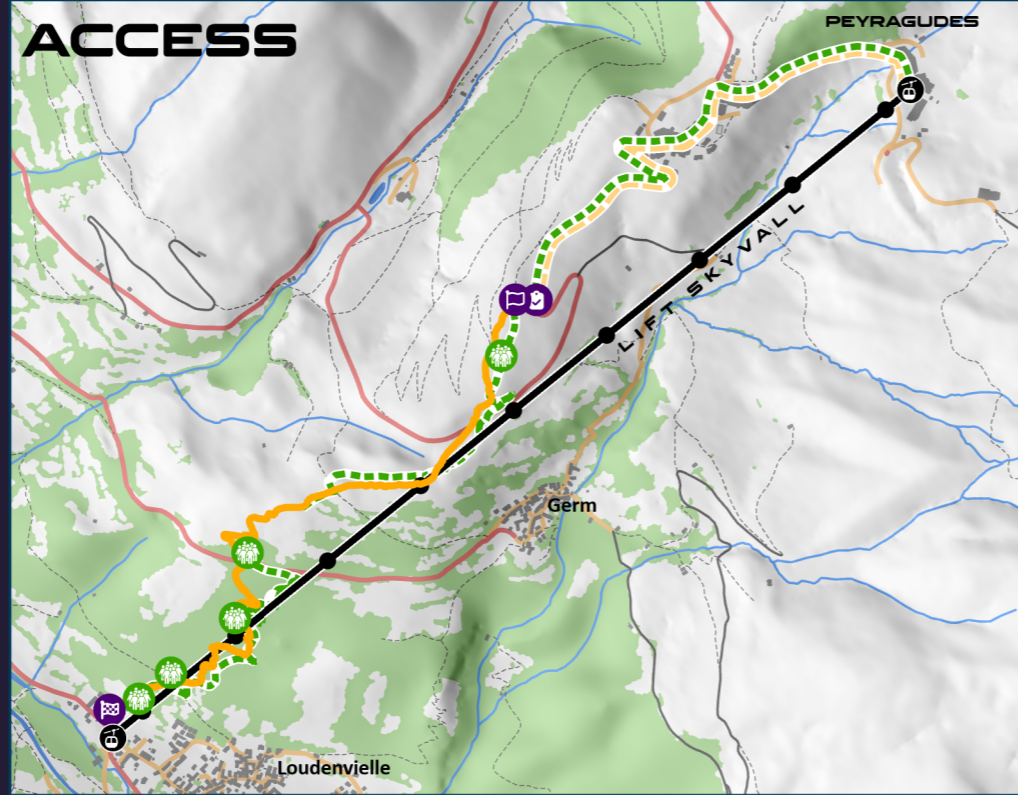 ACCESS
PEYRAGUDES
LIFT SKYVALL
Germ
Loudenvielle